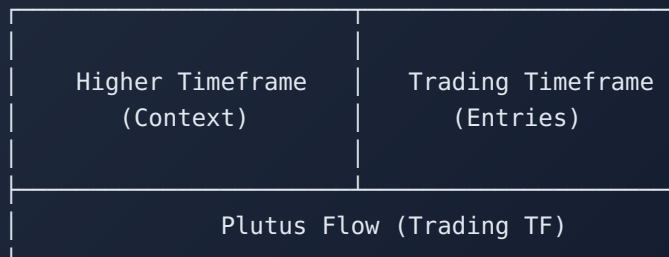 Higher Timeframe Trading Timeframe
(Context) (Entries)
Plutus Flow (Trading TF)